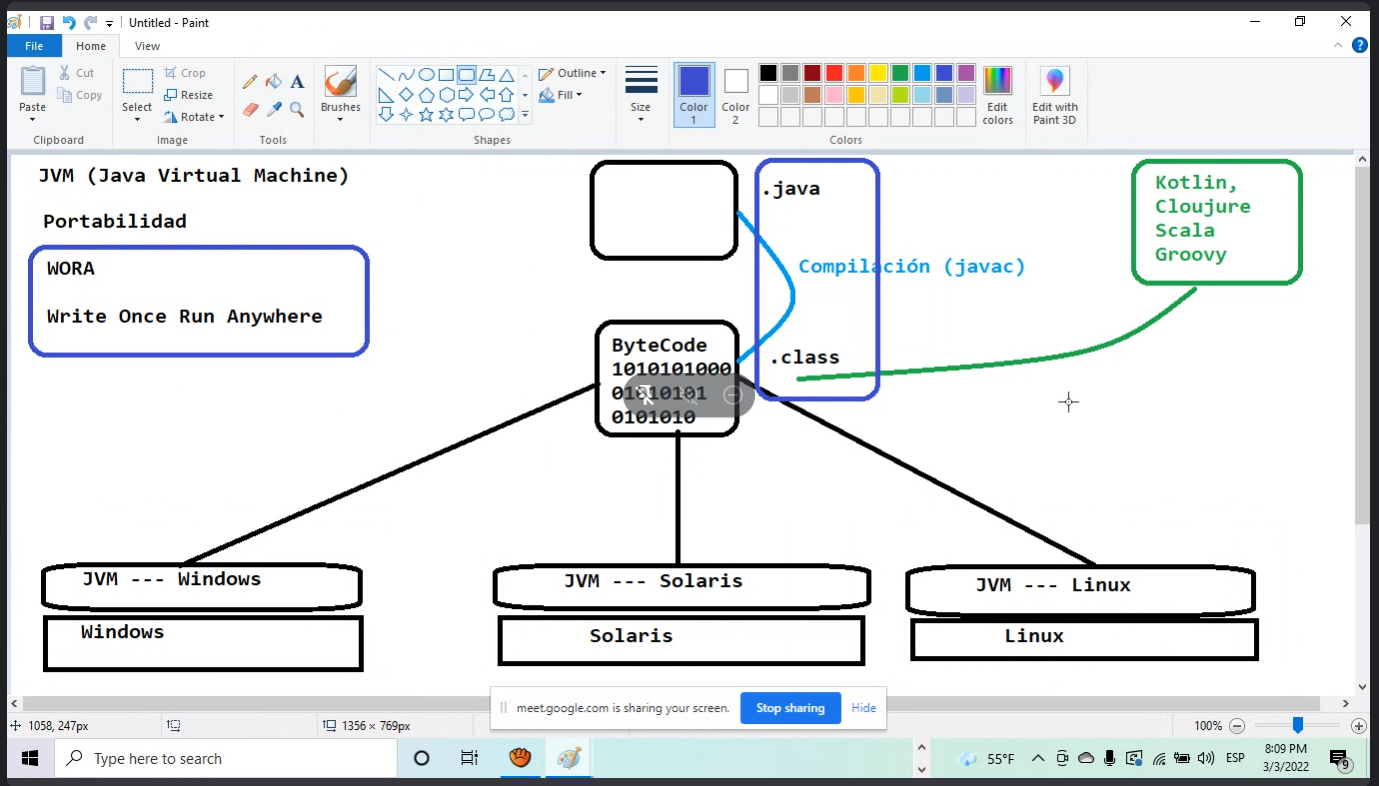 Untitled - Paint
File
Home
View
Paste
Cut
Copy
Clipboard
Select
Crop
Resize
Rotate
Image
A
Tools
Brushes
Outline
Fill
Shapes
Size
Color
1
Color
2
Colors
Edit
colors
Edit with
Paint 3D
JVM (Java Virtual Machine)
Portabilidad
WORA
Write Once Run Anywhere
.java
Compilación (javac)
.class
Kotlin,
Cloujure
Scala
Groovy
ByteCode
1010101000
01010101
0101010
JVM --- Windows
Windows
JVM --- Solaris
Solaris
JVM --- Linux
Linux
meet.google.com is sharing your screen.
Stop sharing
Hide
1058, 247px
1356 × 769px
100%
Type here to search
55°F
ESP
8:09 PM
3/3/2022
9